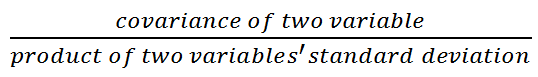 covariance of two variable
product of two variables' standard deviation